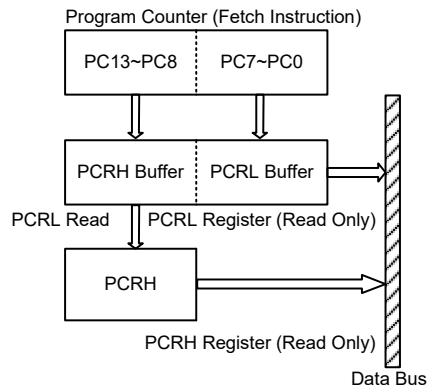 Program Counter (Fetch Instruction)
PC13~PC8 PC7~PC0
PCRH Buffer PCRL Buffer
PCRL Read PCRL Register (Read Only)
PCRH
PCRH Register (Read Only)
Data Bus